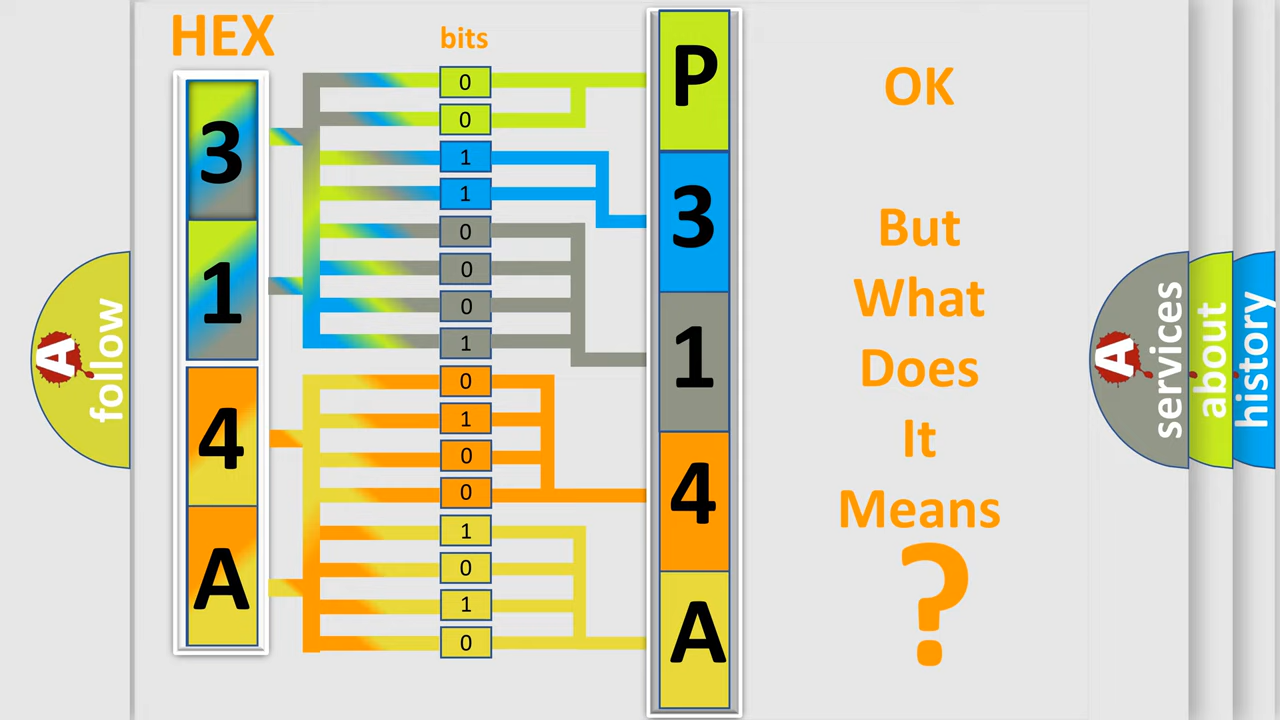 HEX
bits
3
1
4
A
0
0
1
1
0
0
0
1
0
1
0
0
1
0
1
0
P
3
1
4
A
OK
But
What
Does
It
Means
?
A follow
A services
about
history